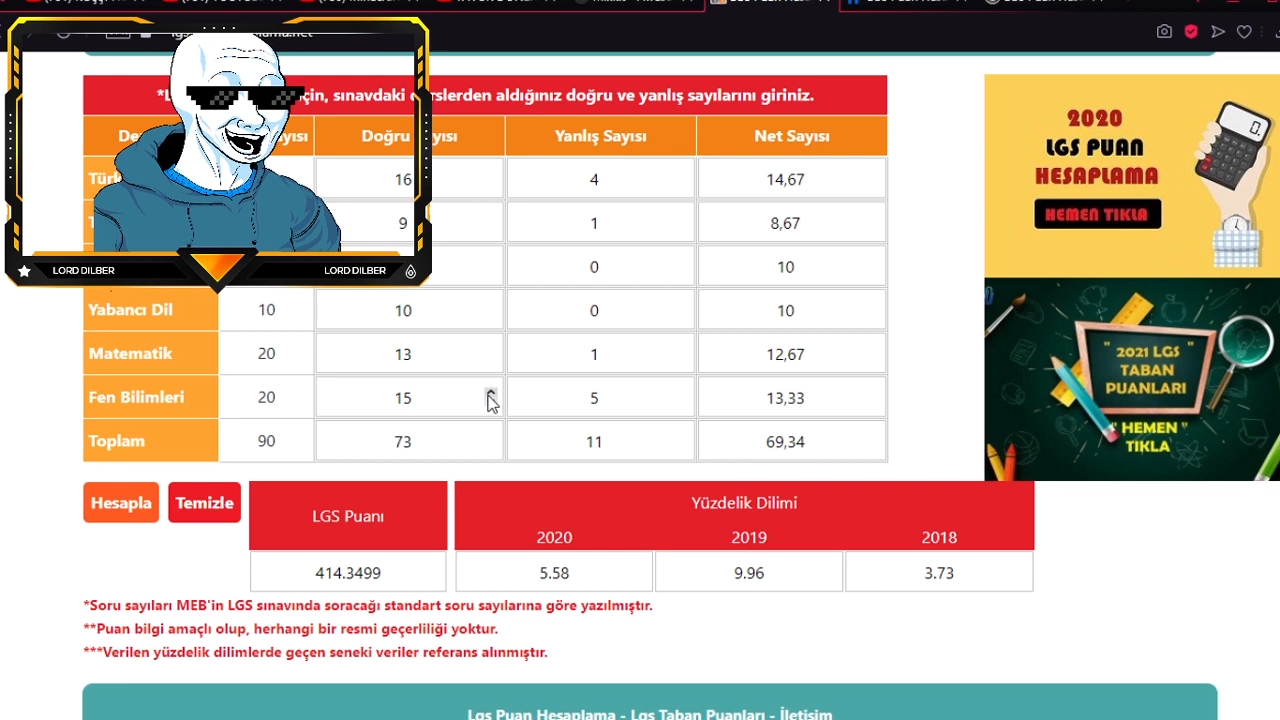 için, sınavdaki derslerden aldığınız doğru ve yanlış sayılarını giriniz.
Doğru Yanlış Sayısı Net Sayısı
16 4 14,67
9 1 8,67
0 10
LORD DILBER LORD DILBER
Yabancı Dil 10 10 0 10
Matematik 20 13 1 12,67
Fen Bilimleri 20 15 5 13,33
Toplam 90 73 11 69,34
2020
LGS PUAN
HESAPLAMA
HEMEN TIKLA
" 2021 LGS "
TABAN
PUANLARI
" HEMEN "
TIKLA
Hesapla Temizle LGS Puanı Yüzdelik Dilimi
2020 2019 2018
414.3499 5.58 9.96 3.73
*Soru sayıları MEB'in LGS sınavında soracağı standart soru sayılarına göre yazılmıştır.
**Puan bilgi amaçlı olup, herhangi bir resmi geçerliliği yoktur.
***Verilen yüzdelik dilimlerde geçen seneki veriler referans alınmıştır.
Lgs Puan Hesaplama - Lgs Taban Puanları - İletişim